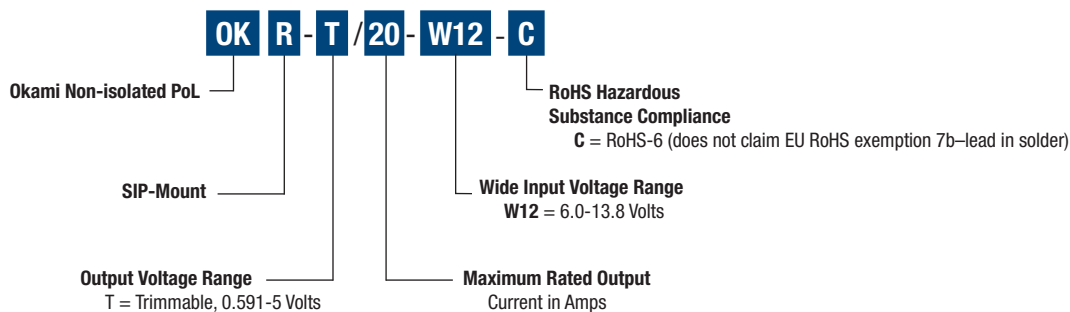 OK R - T / 20 - W12 - C
Okami Non-isolated PoL
RoHS Hazardous
Substance Compliance
C = RoHS-6 (does not claim EU RoHS exemption 7b–lead in solder)
SIP-Mount
Wide Input Voltage Range
W12 = 6.0-13.8 Volts
Output Voltage Range
T = Trimmable, 0.591-5 Volts
Maximum Rated Output
Current in Amps